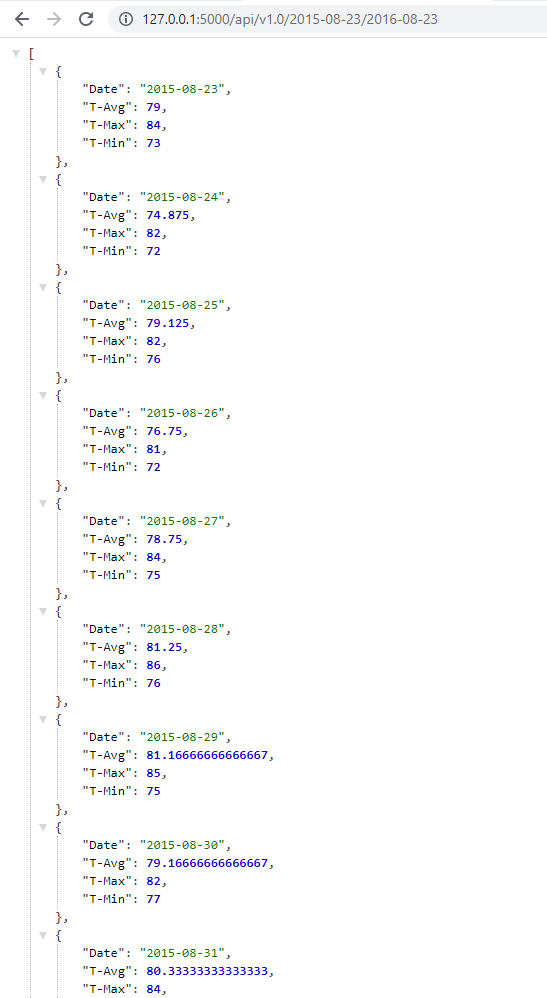 127.0.0.1:5000/api/v1.0/2015-08-23/2016-08-23
[
{
"Date": "2015-08-23",
"T-Avg": 79,
"T-Max": 84,
"T-Min": 73
},
{
"Date": "2015-08-24",
"T-Avg": 74.875,
"T-Max": 82,
"T-Min": 72
},
{
"Date": "2015-08-25",
"T-Avg": 79.125,
"T-Max": 82,
"T-Min": 76
},
{
"Date": "2015-08-26",
"T-Avg": 76.75,
"T-Max": 81,
"T-Min": 72
},
{
"Date": "2015-08-27",
"T-Avg": 78.75,
"T-Max": 84,
"T-Min": 75
},
{
"Date": "2015-08-28",
"T-Avg": 81.25,
"T-Max": 86,
"T-Min": 76
},
{
"Date": "2015-08-29",
"T-Avg": 81.16666666666667,
"T-Max": 85,
"T-Min": 75
},
{
"Date": "2015-08-30",
"T-Avg": 79.16666666666667,
"T-Max": 82,
"T-Min": 77
},
{
"Date": "2015-08-31",
"T-Avg": 80.33333333333333,
"T-Max": 84,